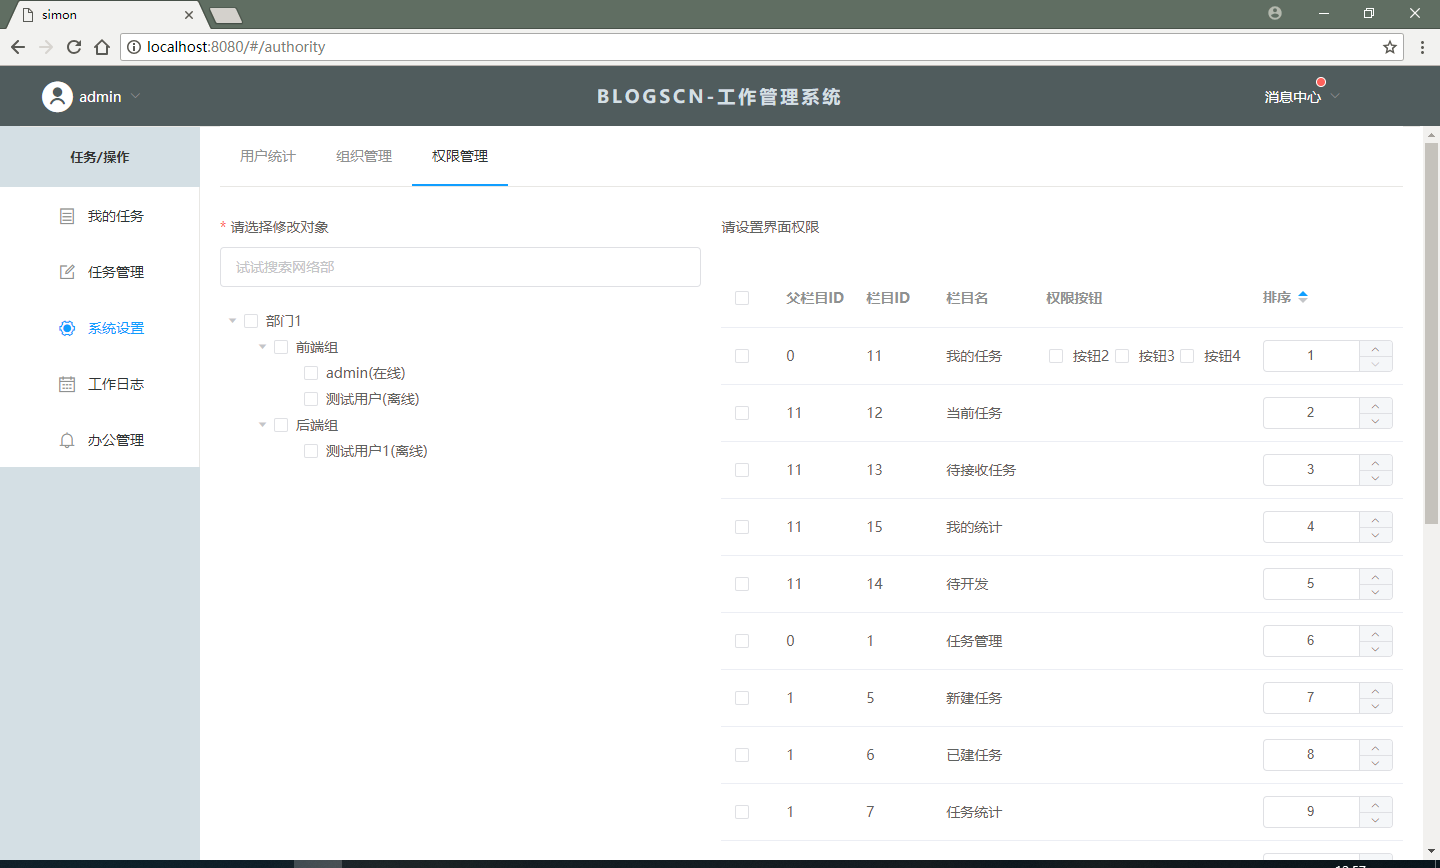 simon
localhost:8080/#/authority
admin
BLOGSCN-工作管理系统
消息中心
任务/操作
我的任务
任务管理
系统设置
工作日志
办公管理
用户统计 组织管理 权限管理
* 请选择修改对象
试试搜索网络部
部门1
前端组
admin(在线)
测试用户(离线)
后端组
测试用户1(离线)
请设置界面权限
父栏目ID 栏目ID 栏目名 权限按钮 排序
0 11 我的任务 按钮2 按钮3 按钮4 1
11 12 当前任务 2
11 13 待接收任务 3
11 15 我的统计 4
11 14 待开发 5
0 1 任务管理 6
1 5 新建任务 7
1 6 已建任务 8
1 7 任务统计 9